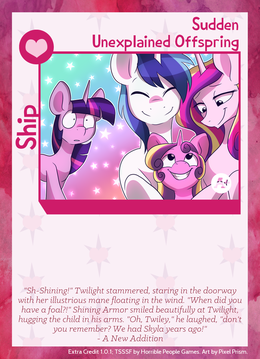 Sudden
Unexplained Offspring
Ship
"Sh-Shining!" Twilight stammered, staring in the doorway
with her illustrious mane floating in the wind. "When did you
have a foal?!" Shining Armor smiled beautifully at Twilight,
hugging the child in his arms. "Oh, Twiley," he laughed, "don't
you remember? We had Skyla years ago!"
- A New Addition
Extra Credit 1.0.1; TSSSF by Horrible People Games. Art by Pixel Prism.